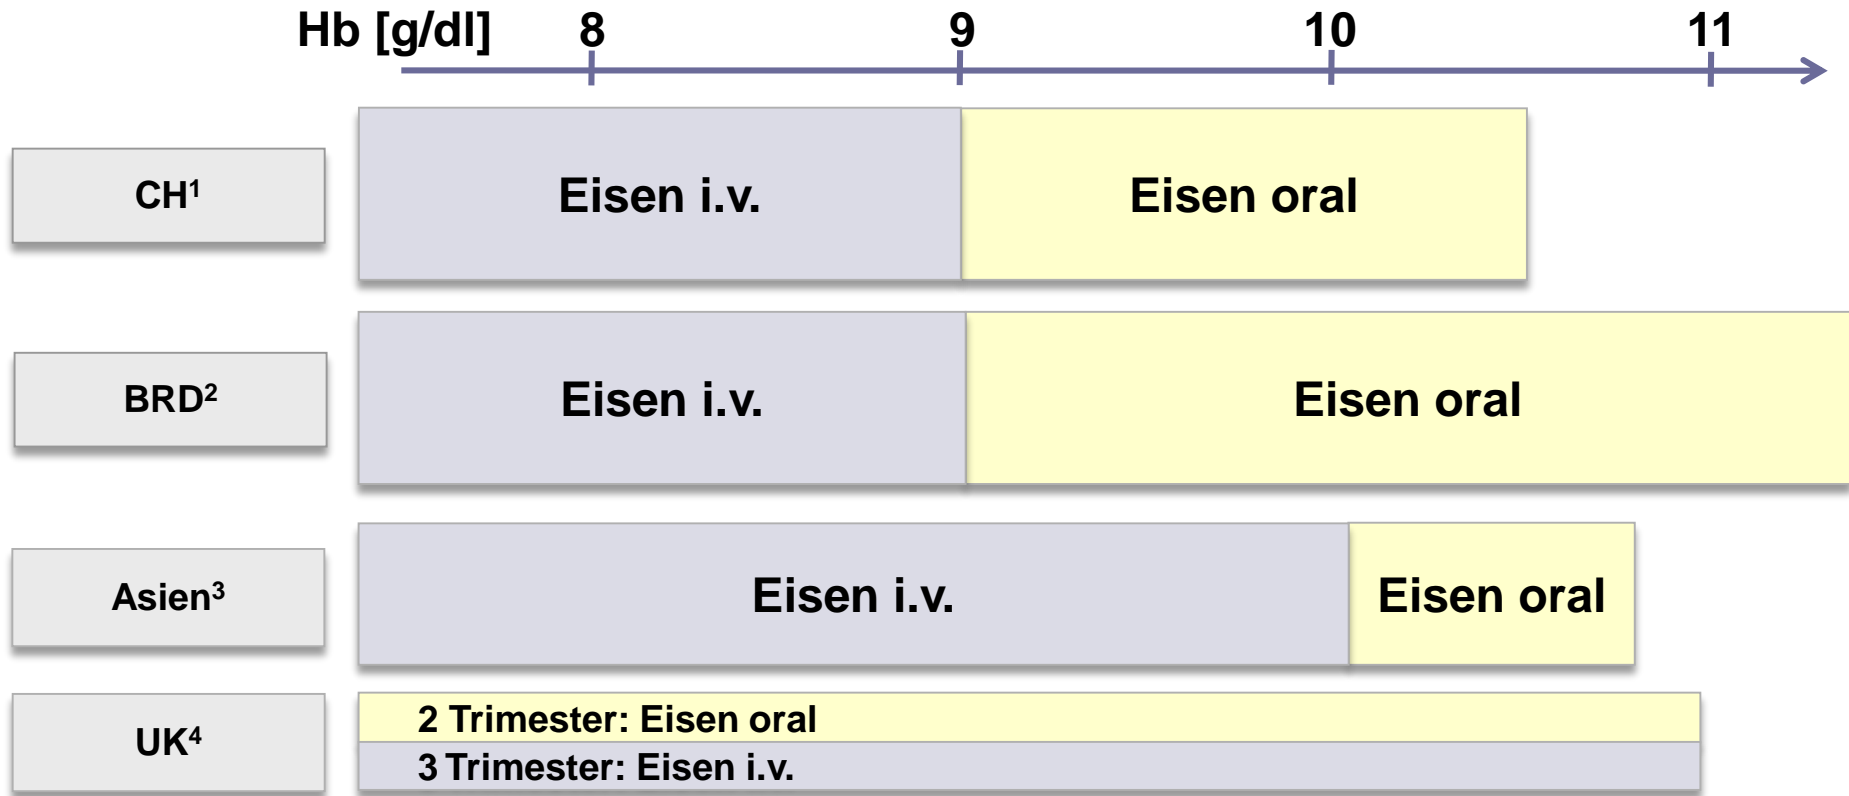 Hb [g/dl] 8 9 10 11
CH¹ Eisen i.v. Eisen oral
BRD² Eisen i.v. Eisen oral
Asien³ Eisen i.v. Eisen oral
UK⁴
2 Trimester: Eisen oral
3 Trimester: Eisen i.v.